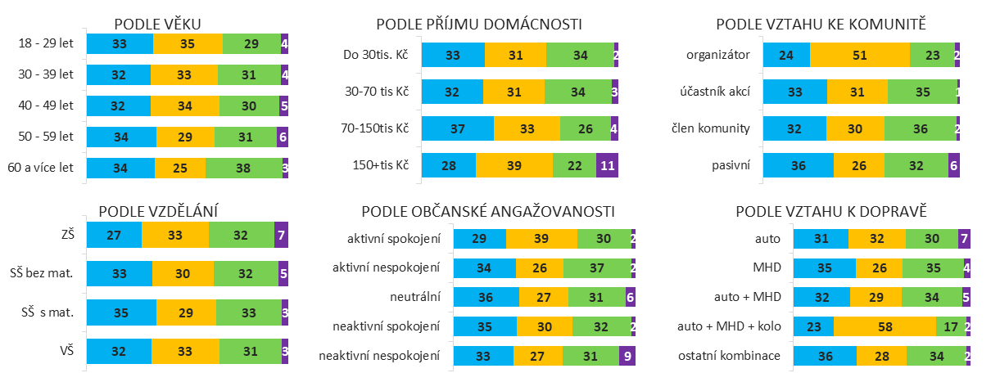 PODLE VĚKU
18 - 29 let 33 35 29 4
30 - 39 let 32 33 31 4
40 - 49 let 32 34 30 5
50 - 59 let 34 29 31 6
60 a více let 34 25 38 3
PODLE PŘÍJMU DOMÁCNOSTI
Do 30tis. Kč 33 31 34 2
30-70 tis Kč 32 31 34 3
70-150tis Kč 37 33 26 4
150+tis Kč 28 39 22 11
PODLE VZTAHU KE KOMUNITĚ
organizátor 24 51 23 2
účastník akcí 33 31 35 1
člen komunity 32 30 36 2
pasivní 36 26 32 6
PODLE VZDĚLÁNÍ
ZŠ 27 33 32 7
SŠ bez mat. 33 30 32 5
SŠ s mat. 35 29 33 3
VŠ 32 33 31 3
PODLE OBČANSKÉ ANGAŽOVANOSTI
aktivní spokojení 29 39 30 2
aktivní nespokojení 34 26 37 2
neutrální 36 27 31 6
neaktivní spokojení 35 30 32 2
neaktivní nespokojení 33 27 31 9
PODLE VZTAHU K DOPRAVĚ
auto 31 32 30 7
MHD 35 26 35 4
auto + MHD 32 29 34 5
auto + MHD + kolo 23 58 17 2
ostatní kombinace 36 28 34 2